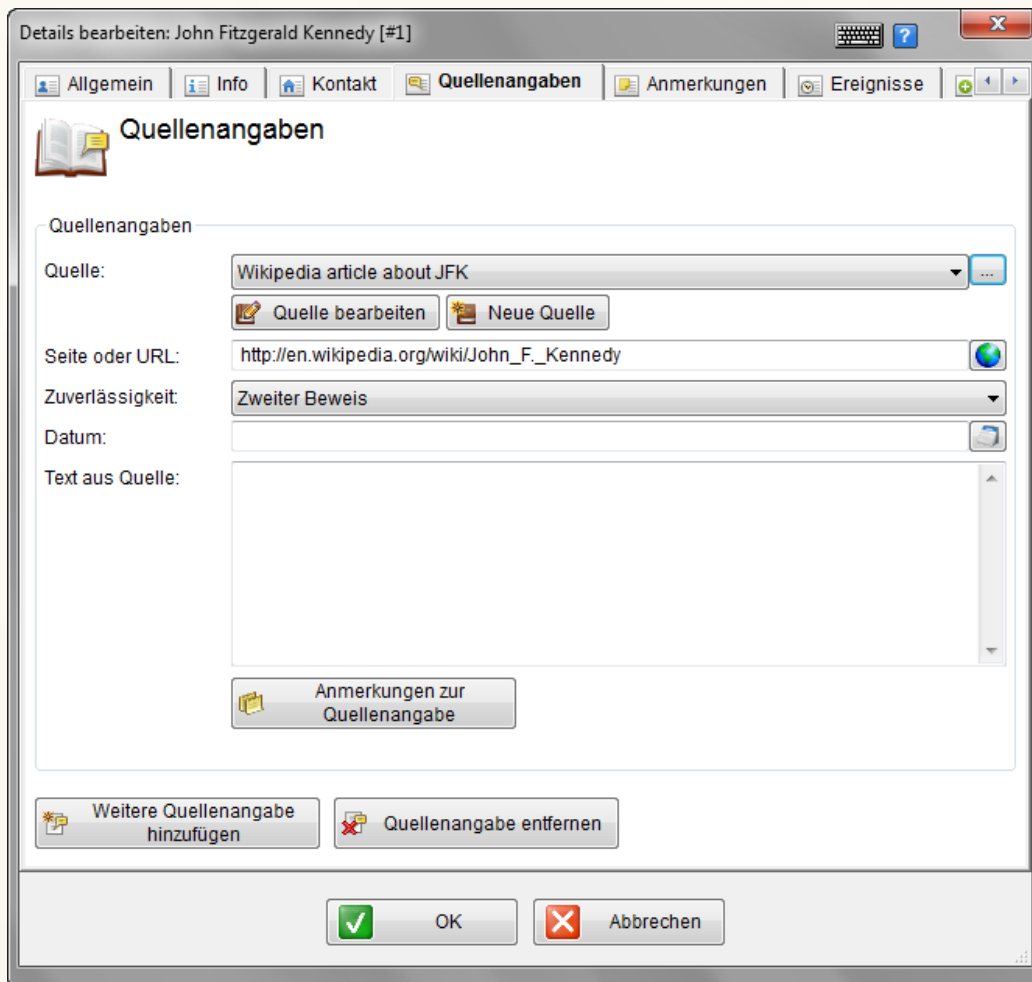 Details bearbeiten: John Fitzgerald Kennedy [#1]
?
X
Allgemein
Info
Kontakt
Quellenangaben
Anmerkungen
Ereignisse
Quellenangaben
Quellenangaben
Quelle:
Wikipedia article about JFK
...
Quelle bearbeiten
Neue Quelle
Seite oder URL:
http://en.wikipedia.org/wiki/John_F._Kennedy
Zuverlässigkeit:
Zweiter Beweis
Datum:
Text aus Quelle:
Anmerkungen zur
Quellenangabe
Weitere Quellenangabe
hinzufügen
Quellenangabe entfernen
OK
Abbrechen